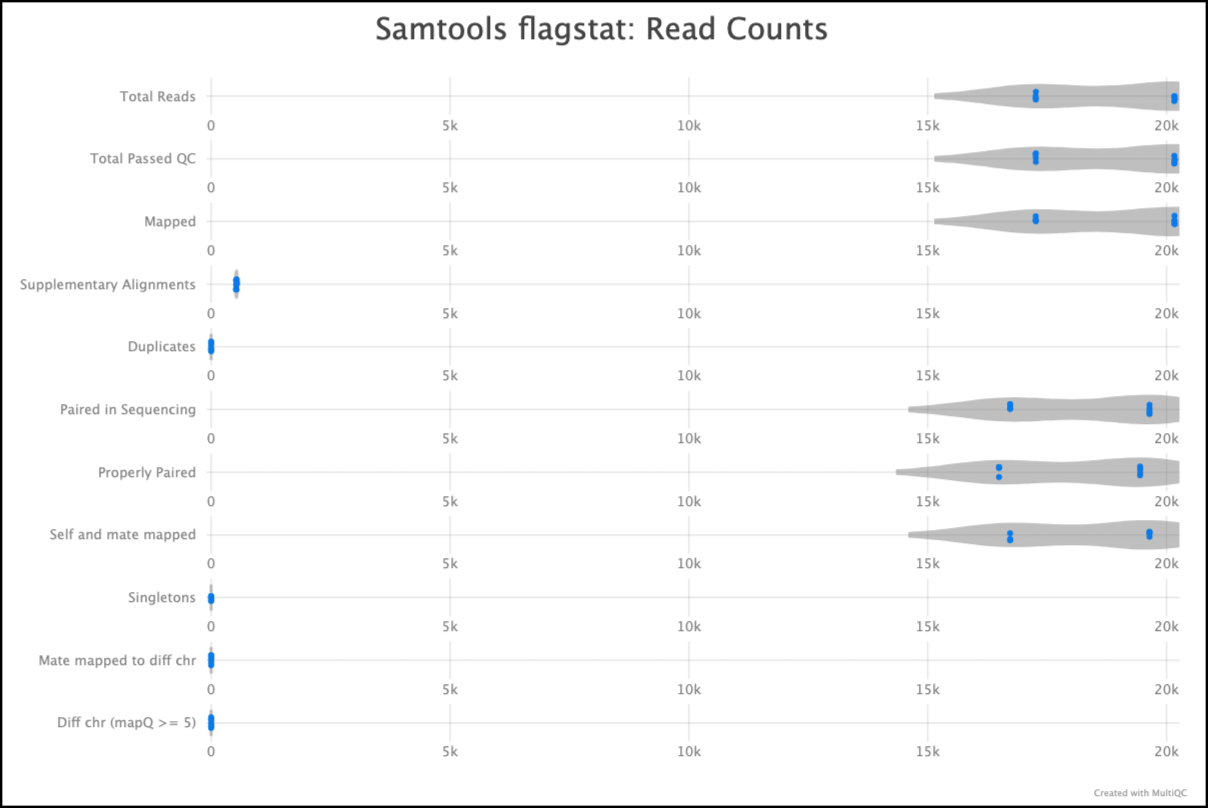 Samtools flagstat: Read Counts
Total Reads
0 5k 10k 15k 20k
Total Passed QC
0 5k 10k 15k 20k
Mapped
0 5k 10k 15k 20k
Supplementary Alignments
0 5k 10k 15k 20k
Duplicates
0 5k 10k 15k 20k
Paired in Sequencing
0 5k 10k 15k 20k
Properly Paired
0 5k 10k 15k 20k
Self and mate mapped
0 5k 10k 15k 20k
Singletons
0 5k 10k 15k 20k
Mate mapped to diff chr
0 5k 10k 15k 20k
Diff chr (mapQ >= 5)
0 5k 10k 15k 20k
Created with MultiQC